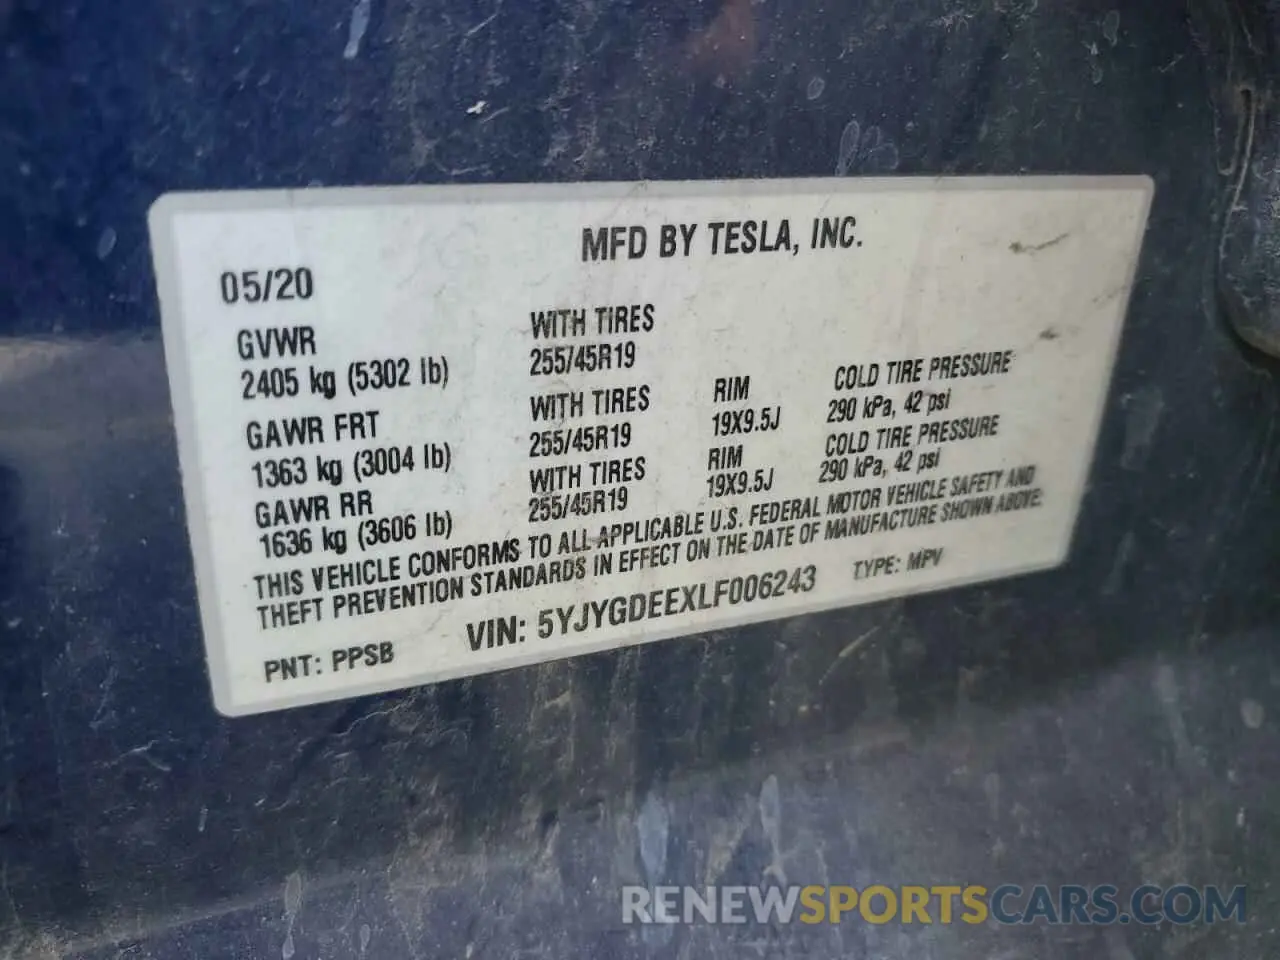 MFD BY TESLA, INC.
05/20
GVWR
2405 kg (5302 lb)
WITH TIRES
255/45R19
GAWR FRT
1363 kg (3004 lb)
WITH TIRES
255/45R19
RIM
19X9.5J
COLD TIRE PRESSURE
290 kPa, 42 psi
GAWR RR
1636 kg (3606 lb)
WITH TIRES
255/45R19
RIM
19X9.5J
COLD TIRE PRESSURE
290 kPa, 42 psi
THIS VEHICLE CONFORMS TO ALL APPLICABLE U.S. FEDERAL MOTOR VEHICLE SAFETY AND
THEFT PREVENTION STANDARDS IN EFFECT ON THE DATE OF MANUFACTURE SHOWN ABOVE.
PNT: PPSB
VIN: 5YJYGDEEXLF006243
TYPE: MPV
RENEWSPORTSCARS.COM